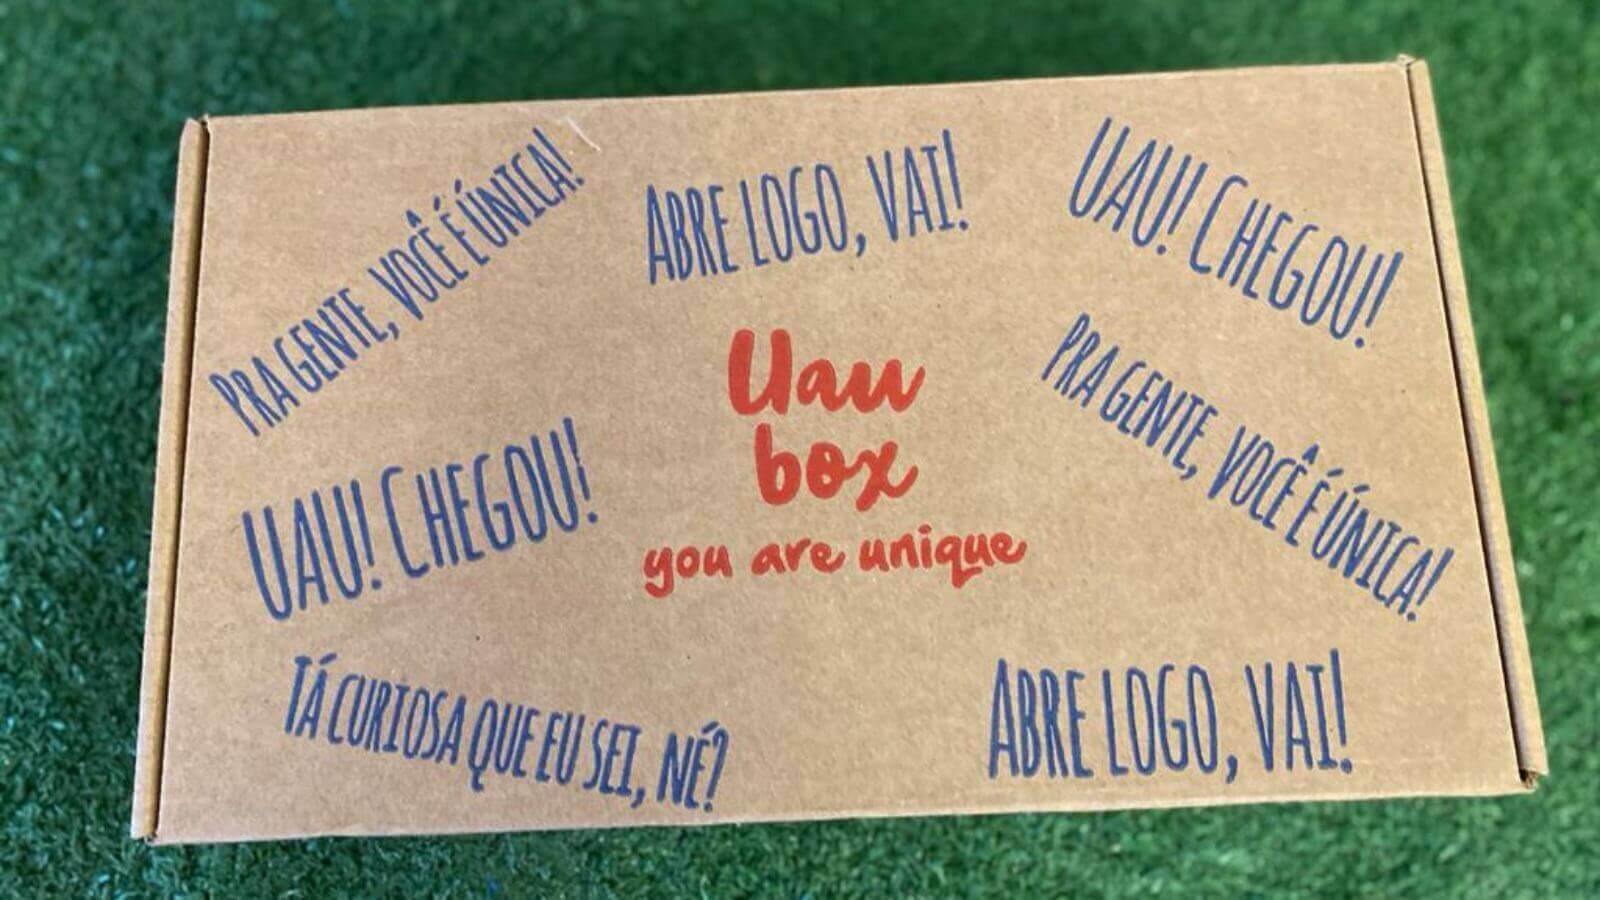 PRA GENTE, VOCÊ É ÚNICA!
ABRE LOGO, VAI!
UAU! CHEGOU!
Uau
box
you are unique
PRA GENTE, VOCÊ É ÚNICA!
UAU! CHEGOU!
TÁ CURIOSA QUE EU SEI, NÉ?
ABRE LOGO, VAI!